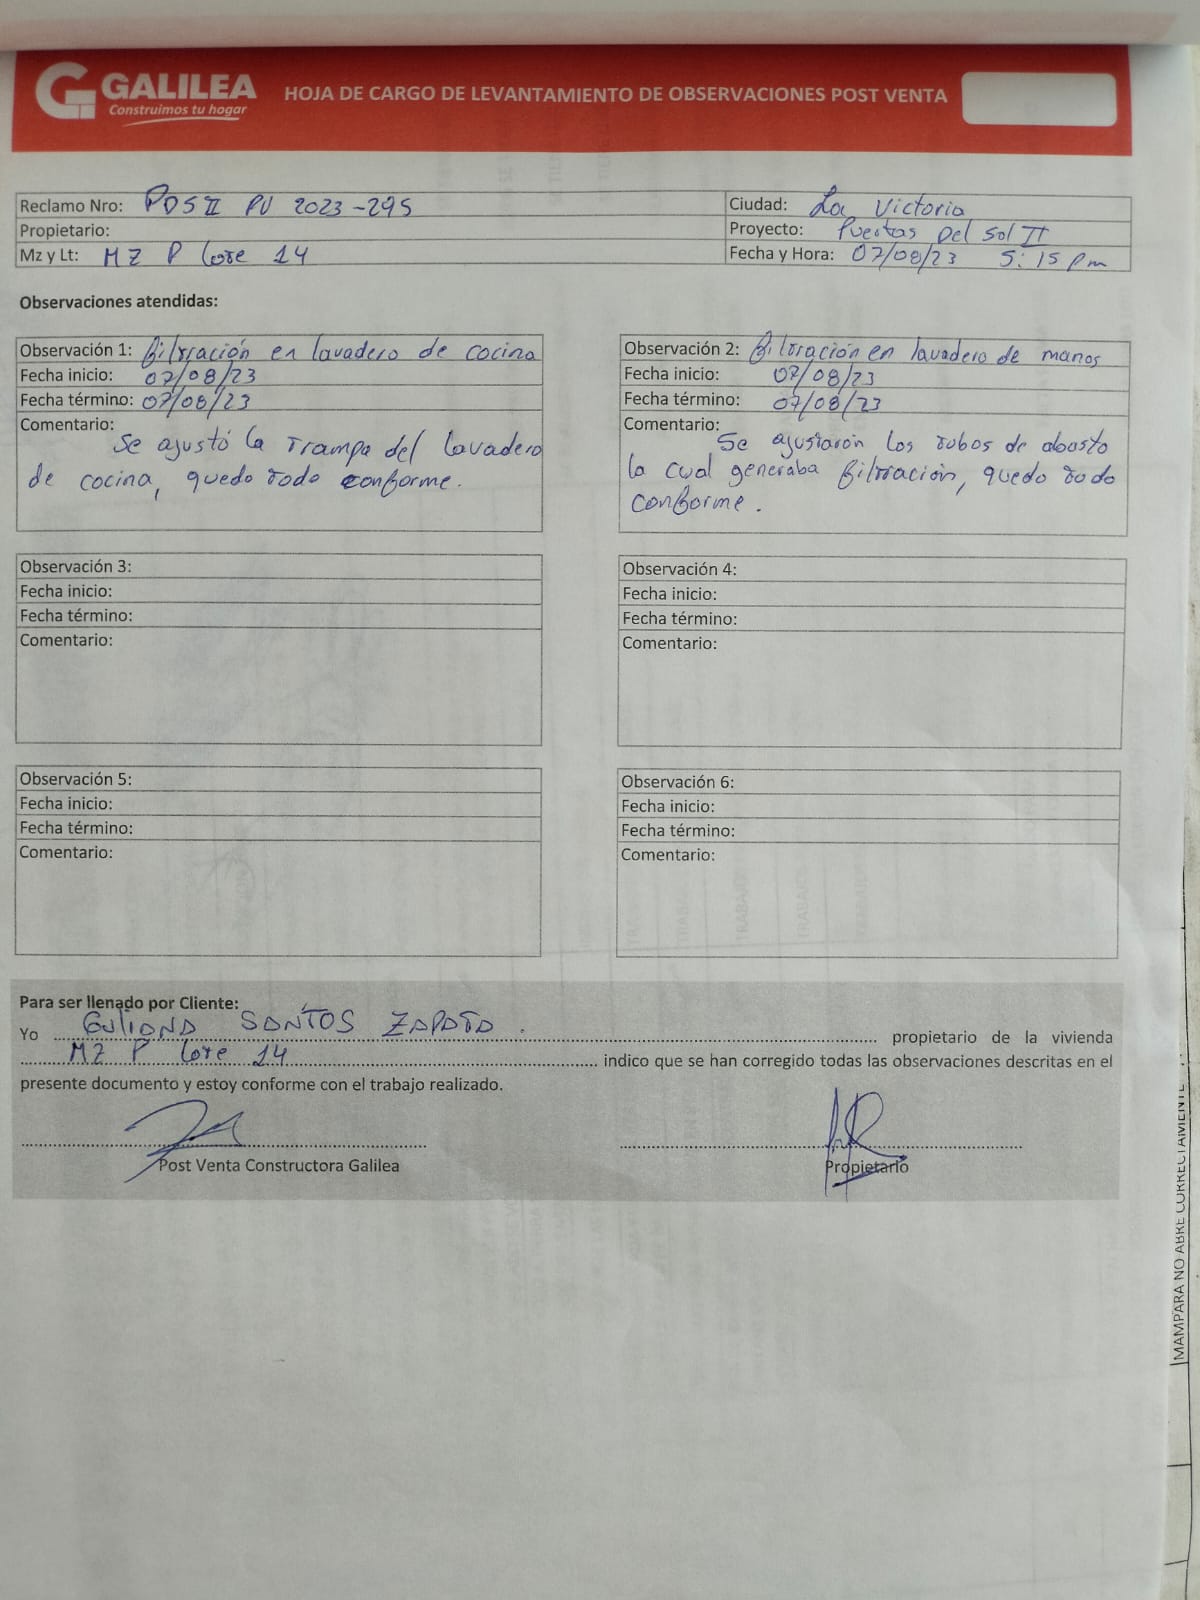 GALILEA
Construimos tu hogar
HOJA DE CARGO DE LEVANTAMIENTO DE OBSERVACIONES POST VENTA
Reclamo Nro: PDS II PV 2023-295
Ciudad: La Victoria
Propietario:
Proyecto: Puertas Del Sol II
Mz y Lt: MZ P lote 14
Fecha y Hora: 07/08/23 5:15 pm
Observaciones atendidas:
Observación 1: filtración en lavadero de cocina
Fecha inicio: 07/08/23
Fecha término: 07/08/23
Comentario:
Se ajustó la trampa del lavadero
de cocina, quedo todo conforme.
Observación 2: filtración en lavadero de manos
Fecha inicio: 07/08/23
Fecha término: 07/08/23
Comentario:
Se ajustaron los tubos de abasto
la cual generaba filtración, quedo todo
conforme.
Observación 3:
Fecha inicio:
Fecha término:
Comentario:
Observación 4:
Fecha inicio:
Fecha término:
Comentario:
Observación 5:
Fecha inicio:
Fecha término:
Comentario:
Observación 6:
Fecha inicio:
Fecha término:
Comentario:
Para ser llenado por Cliente:
Yo Guliana SANTOS ZAPATA. propietario de la vivienda
MZ P lote 14 indico que se han corregido todas las observaciones descritas en el
presente documento y estoy conforme con el trabajo realizado.
Post Venta Constructora Galilea
Propietario
MAMPARA NO ABRE CORRECTAMENTE